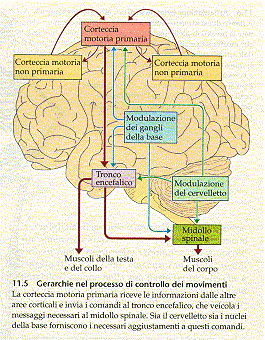 Corteccia
motoria primaria
Corteccia
motoria non
primaria
Corteccia motoria
non primaria
Modulazione
dei gangli
della base
Tronco
encefalico
Modulazione
del cervelletto
Midollo
spinale
Muscoli della testa
e del collo
Muscoli
del corpo
11.5 Gerarchie nel processo di controllo dei movimenti
La corteccia motoria primaria riceve le informazioni dalle altre
aree corticali e invia i comandi al tronco encefalico, che veicola i
messaggi necessari al midollo spinale. Sia il cervelletto sia i nuclei
della base forniscono i necessari aggiustamenti a questi comandi.